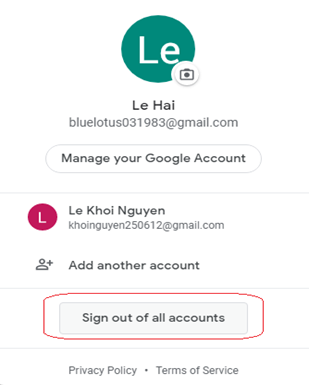 Le
Le Hai
bluelotus031983@gmail.com
Manage your Google Account
L
Le Khoi Nguyen
khoinguyen250612@gmail.com
Add another account
Sign out of all accounts
Privacy Policy • Terms of Service